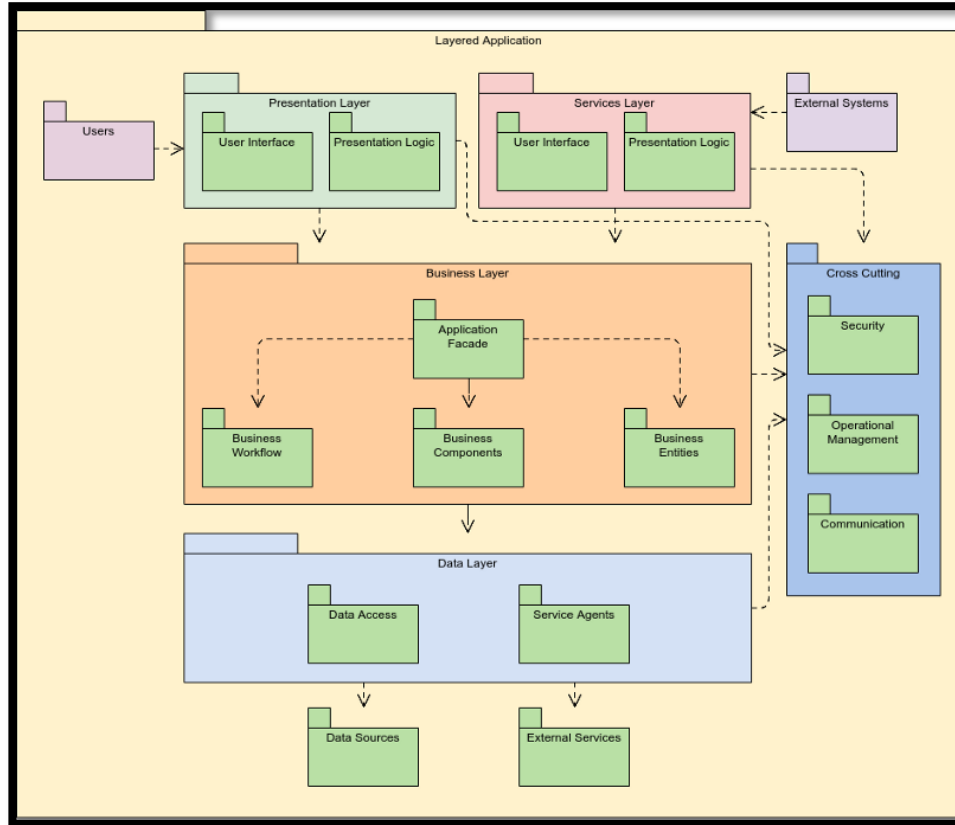 Layered Application
Presentation Layer
Services Layer
External Systems
Users
User Interface
Presentation Logic
User Interface
Presentation Logic
Business Layer
Cross Cutting
Application
Facade
Security
Business
Workflow
Business
Components
Business
Entities
Operational
Management
Communication
Data Layer
Data Access
Service Agents
Data Sources
External Services